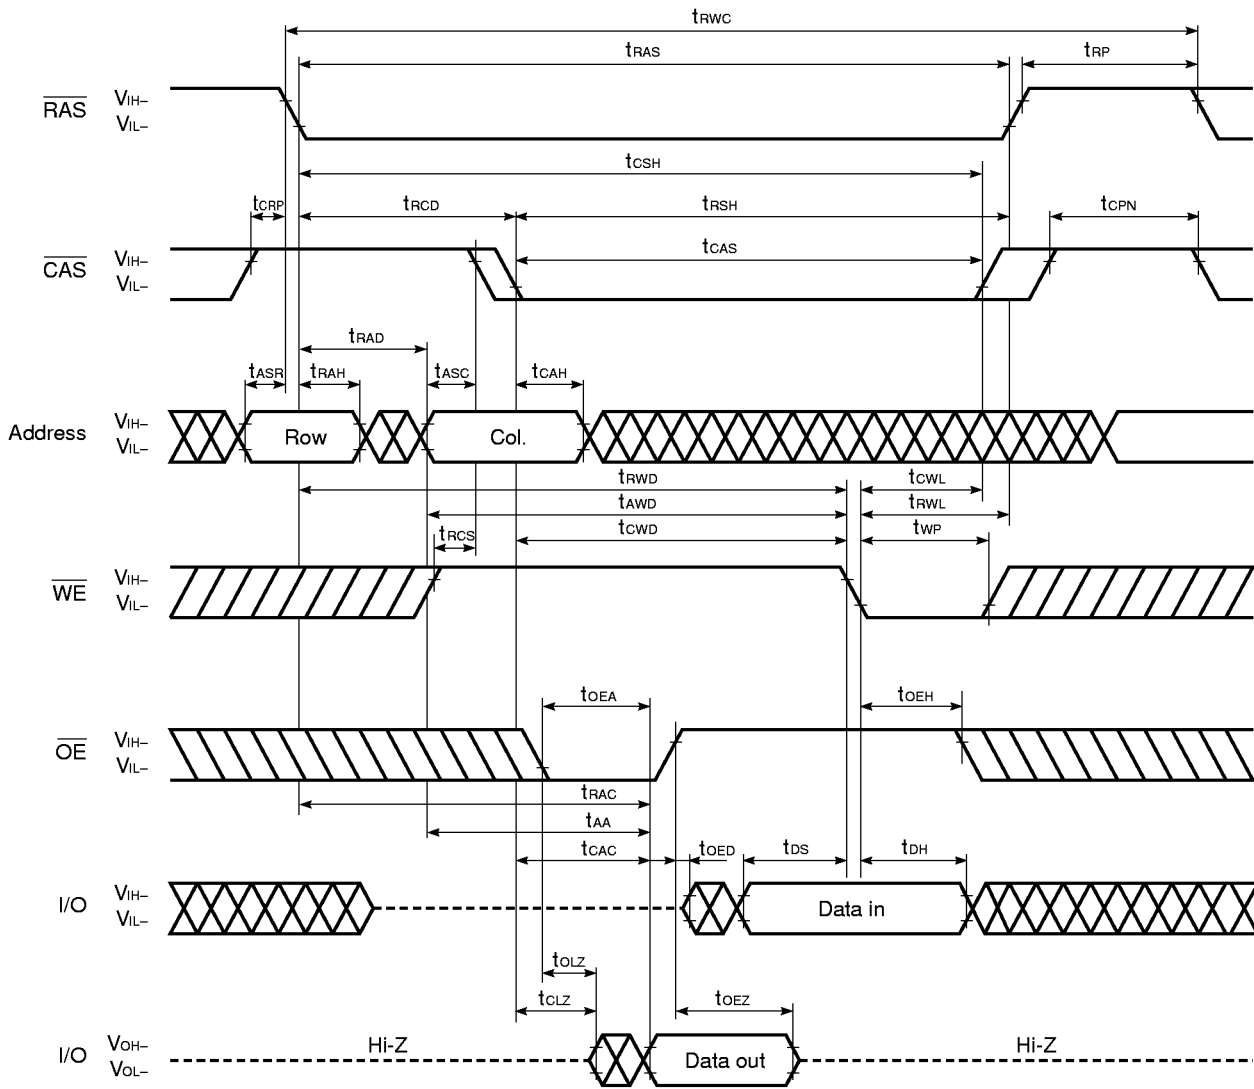 tRWC
tRAS tRP
RAS VIH–
VIL–
tCSH
tCRP tRCD tRSH tCPN
CAS VIH–
VIL–
tCAS
tRAD
tASR tRAH tASC tCAH
Address VIH–
VIL–
Row Col.
tRWD tCWL
tAWD tRWL
tRCS tCWD tWP
WE VIH–
VIL–
tOEA tOEH
OE VIH–
VIL–
tRAC
tAA
tCAC tOED tDS tDH
I/O VIH–
VIL–
Data in
tOLZ
tCLZ tOEZ
I/O VOH–
VOL–
Hi-Z Data out Hi-Z